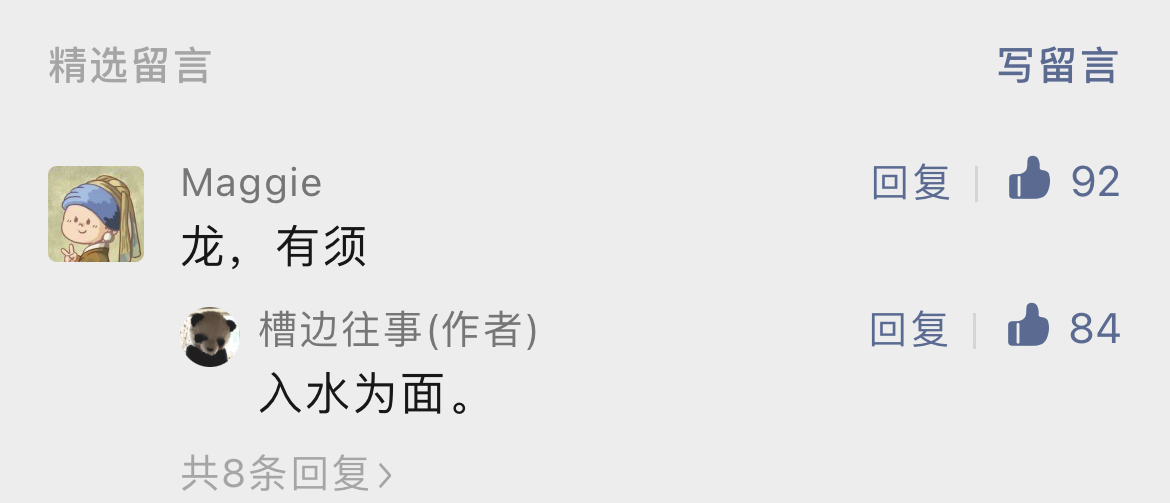 精选留言 写留言
Maggie 回复 92
龙，有须
槽边往事(作者) 回复 84
入水为面。
共8条回复>